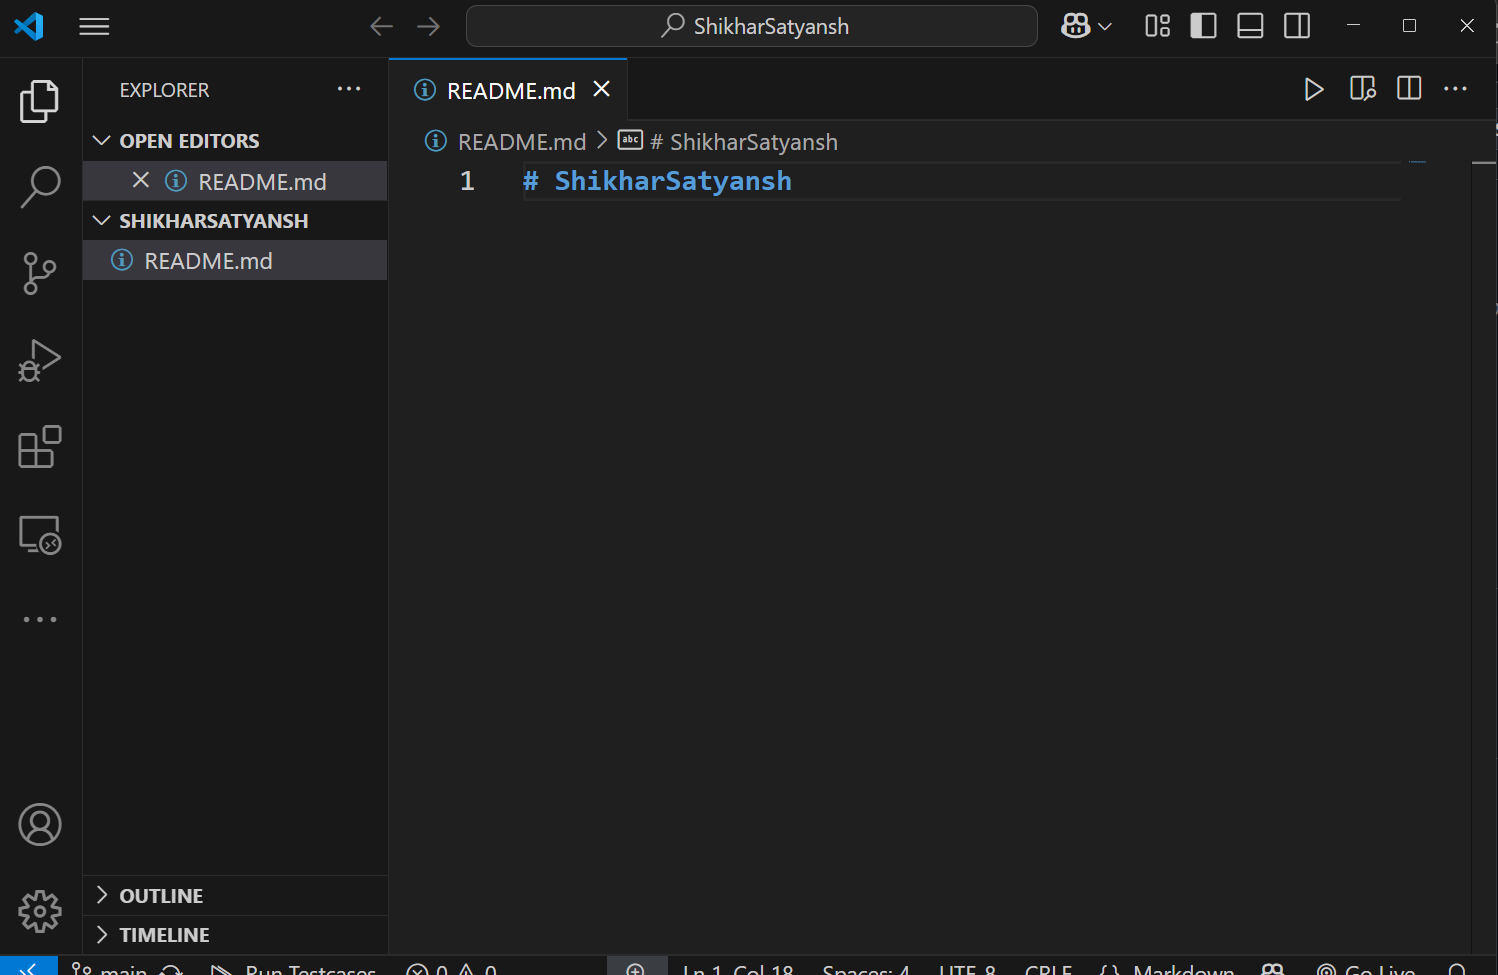 ShikharSatyansh
EXPLORER
README.md
OPEN EDITORS
README.md > abc # ShikharSatyansh
README.md
1 # ShikharSatyansh
SHIKHARSATYANSH
README.md
OUTLINE
TIMELINE
main Run Testcases 0 0 Ln 1, Col 18 Spaces: 4 UTF-8 CRLF {} Markdown Go Live